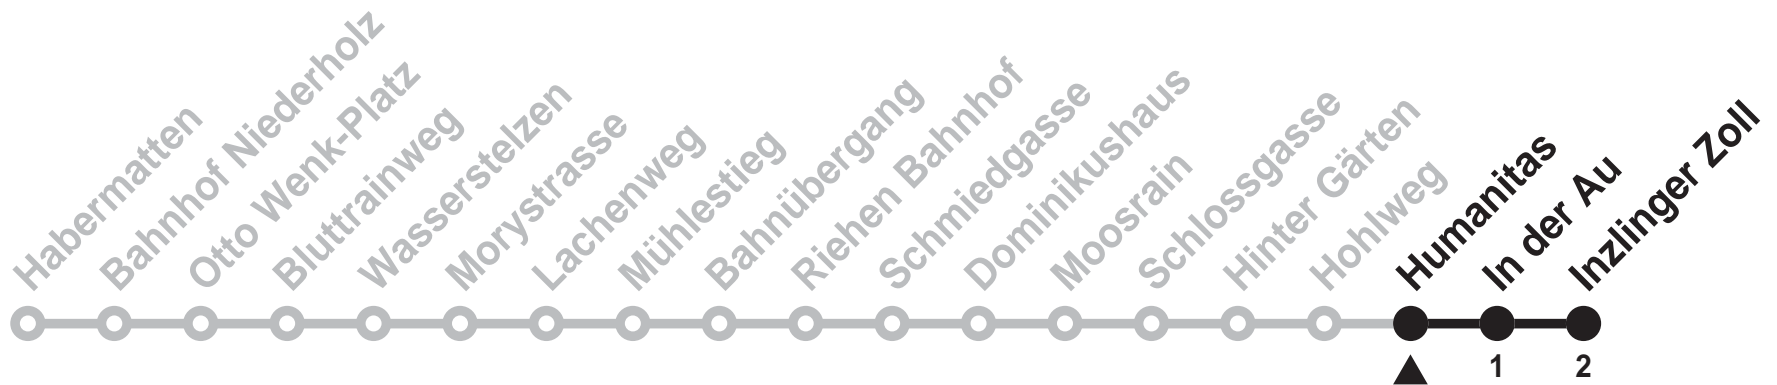 Habermatten
Bahnhof Niederholz
Otto Wenk-Platz
Bluttrainweg
Wasserstelzen
Morystrasse
Lachenweg
Mühlestieg
Bahnübergang
Riehen Bahnhof
Schmiedgasse
Dominikushaus
Moosrain
Schlossgasse
Hinter Gärten
Hohlweg
Humanitas
In der Au
Inzlinger Zoll
1
2